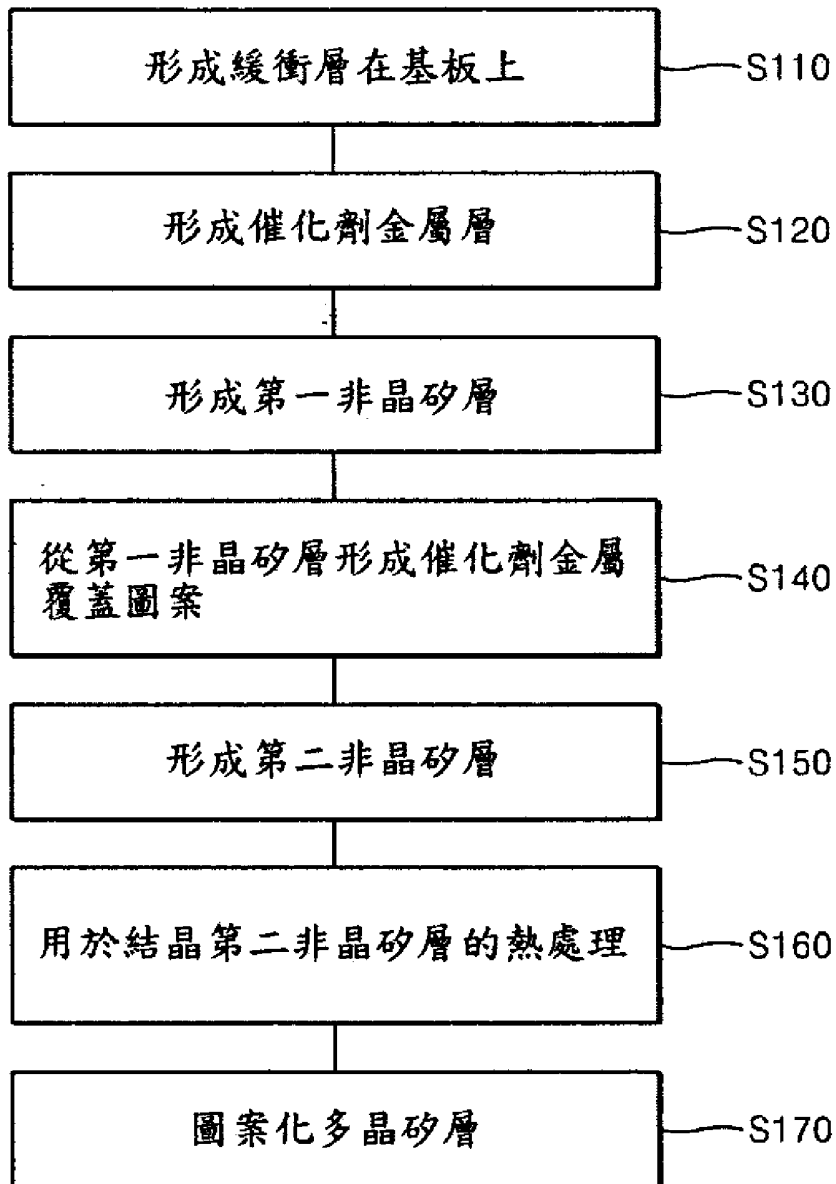 形成緩衝層在基板上
S110
形成催化劑金屬層
S120
形成第一非晶矽層
S130
從第一非晶矽層形成催化劑金屬
覆蓋圖案
S140
形成第二非晶矽層
S150
用於結晶第二非晶矽層的熱處理
S160
圖案化多晶矽層
S170